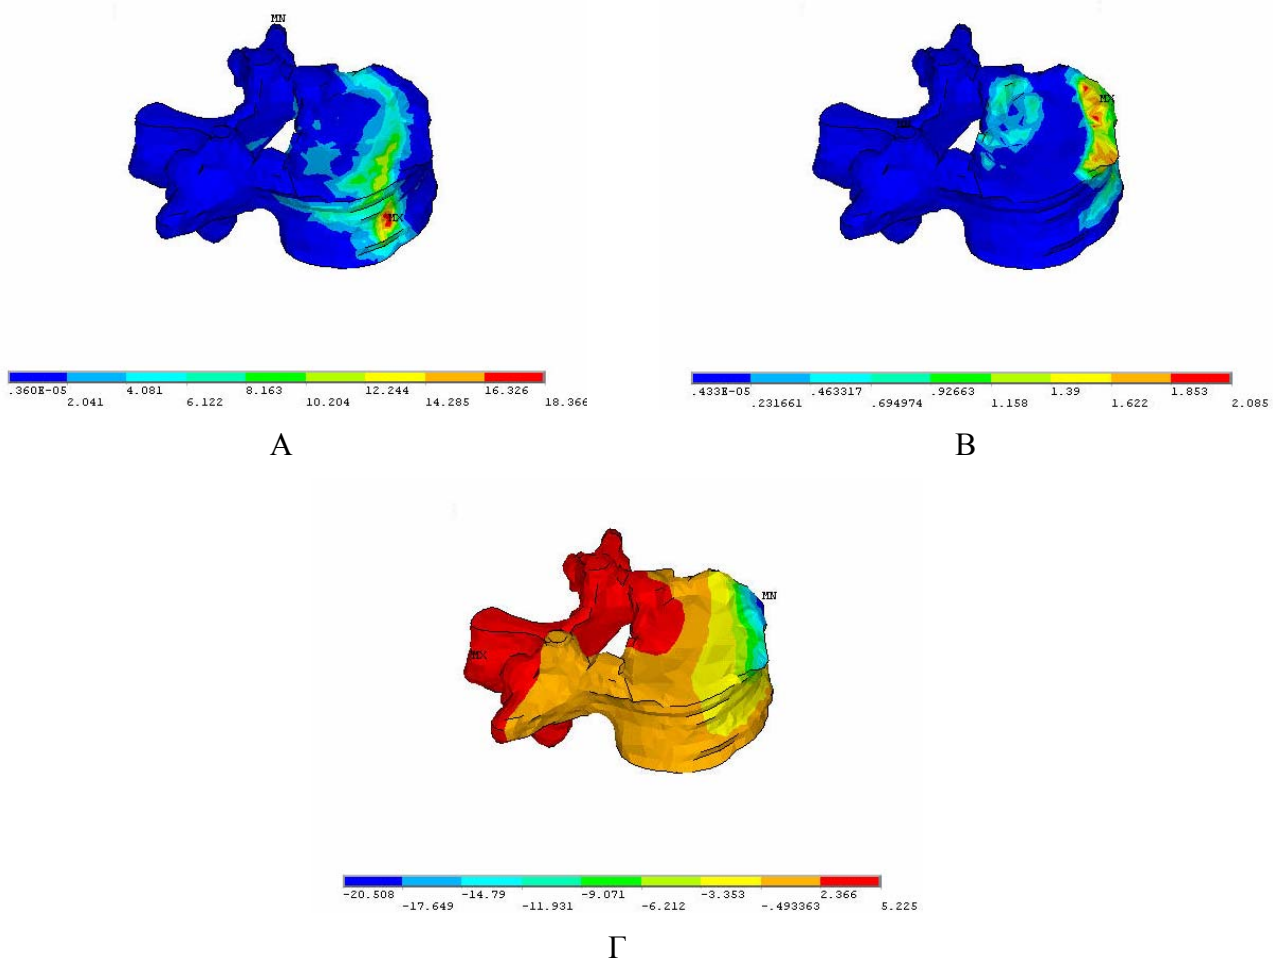 MN
MX
.360E-05 4.081 8.163 12.244 16.326
2.041 6.122 10.204 14.285 18.366
А
MX
.433E-05 .463317 .92663 1.39 1.853
.231661 .694974 1.158 1.622 2.085
В
MN
MX
-20.508 -14.79 -9.071 -3.353 2.366
-17.649 -11.931 -6.212 -.493363 5.225
Г